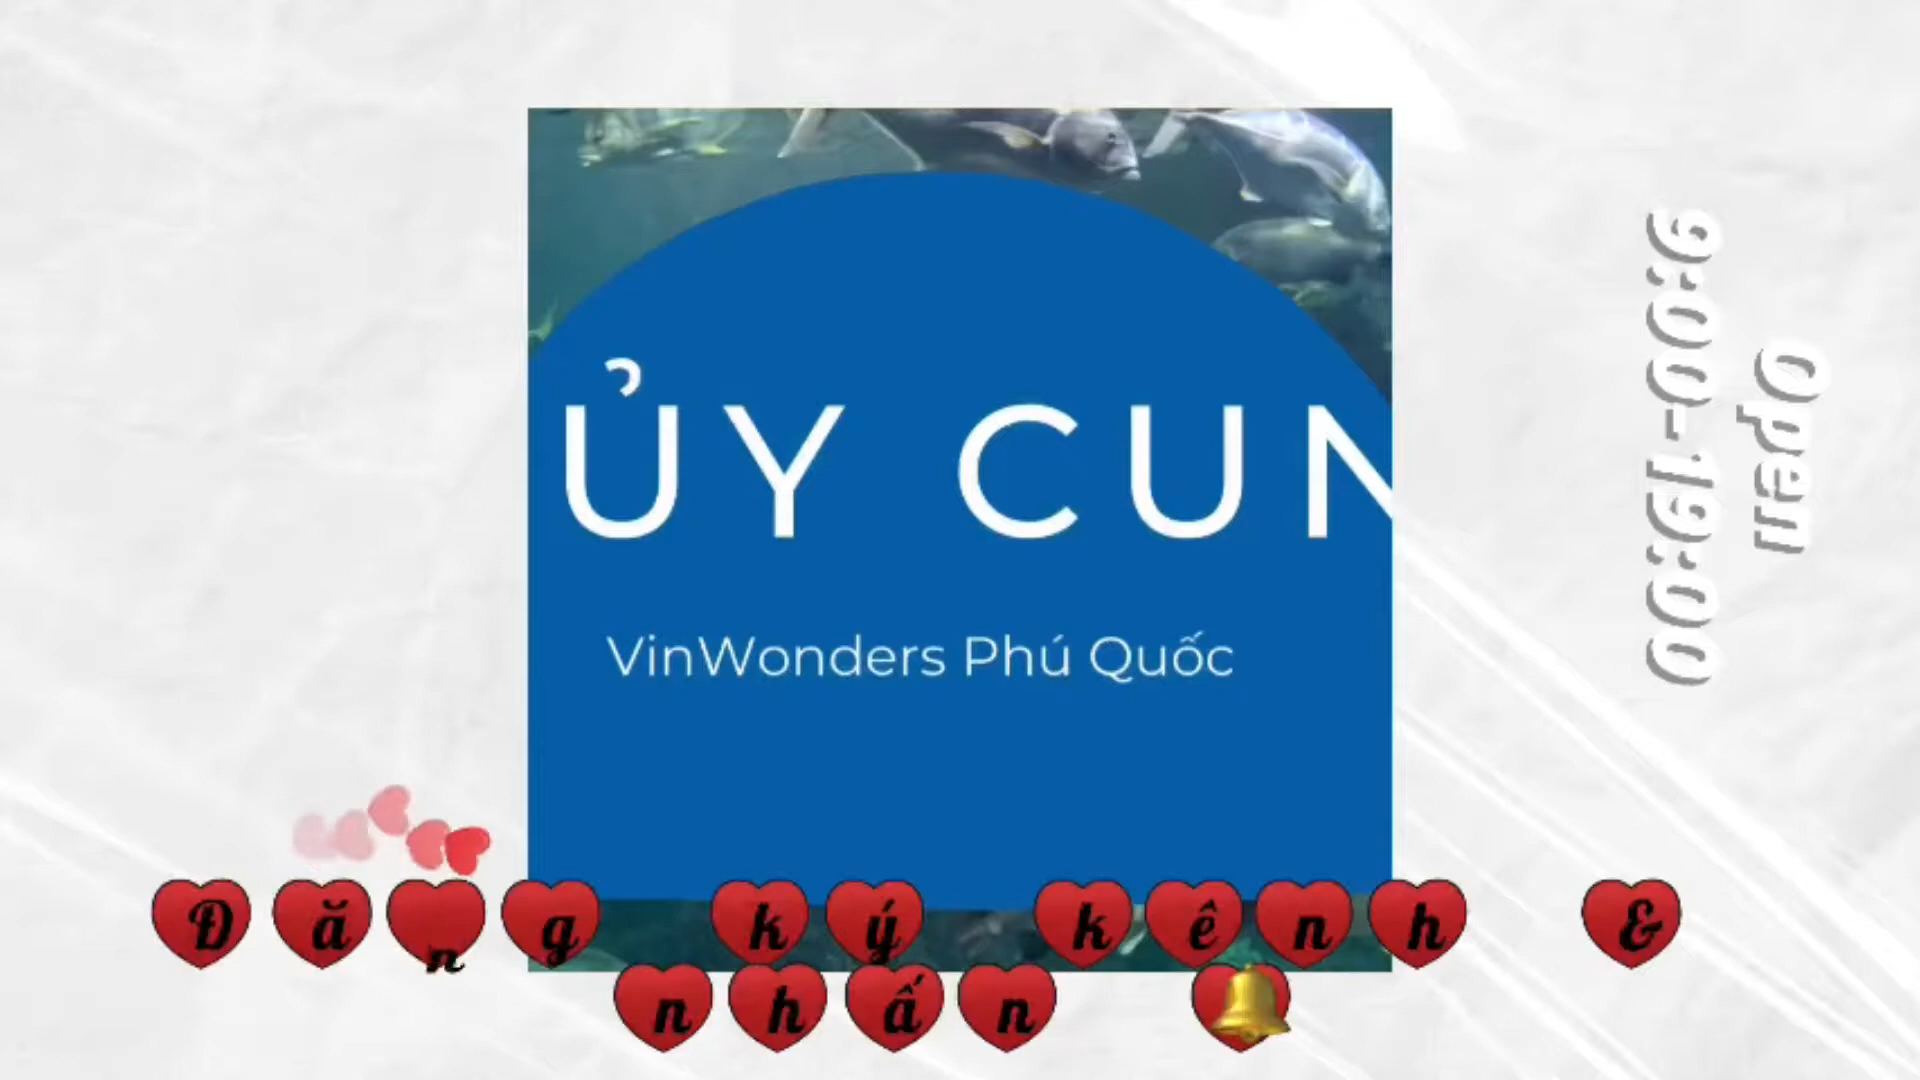 ỦY CUN
VinWonders Phú Quốc
Open
9:00-19:00
Đăng ký kênh &
nhấn 🔔